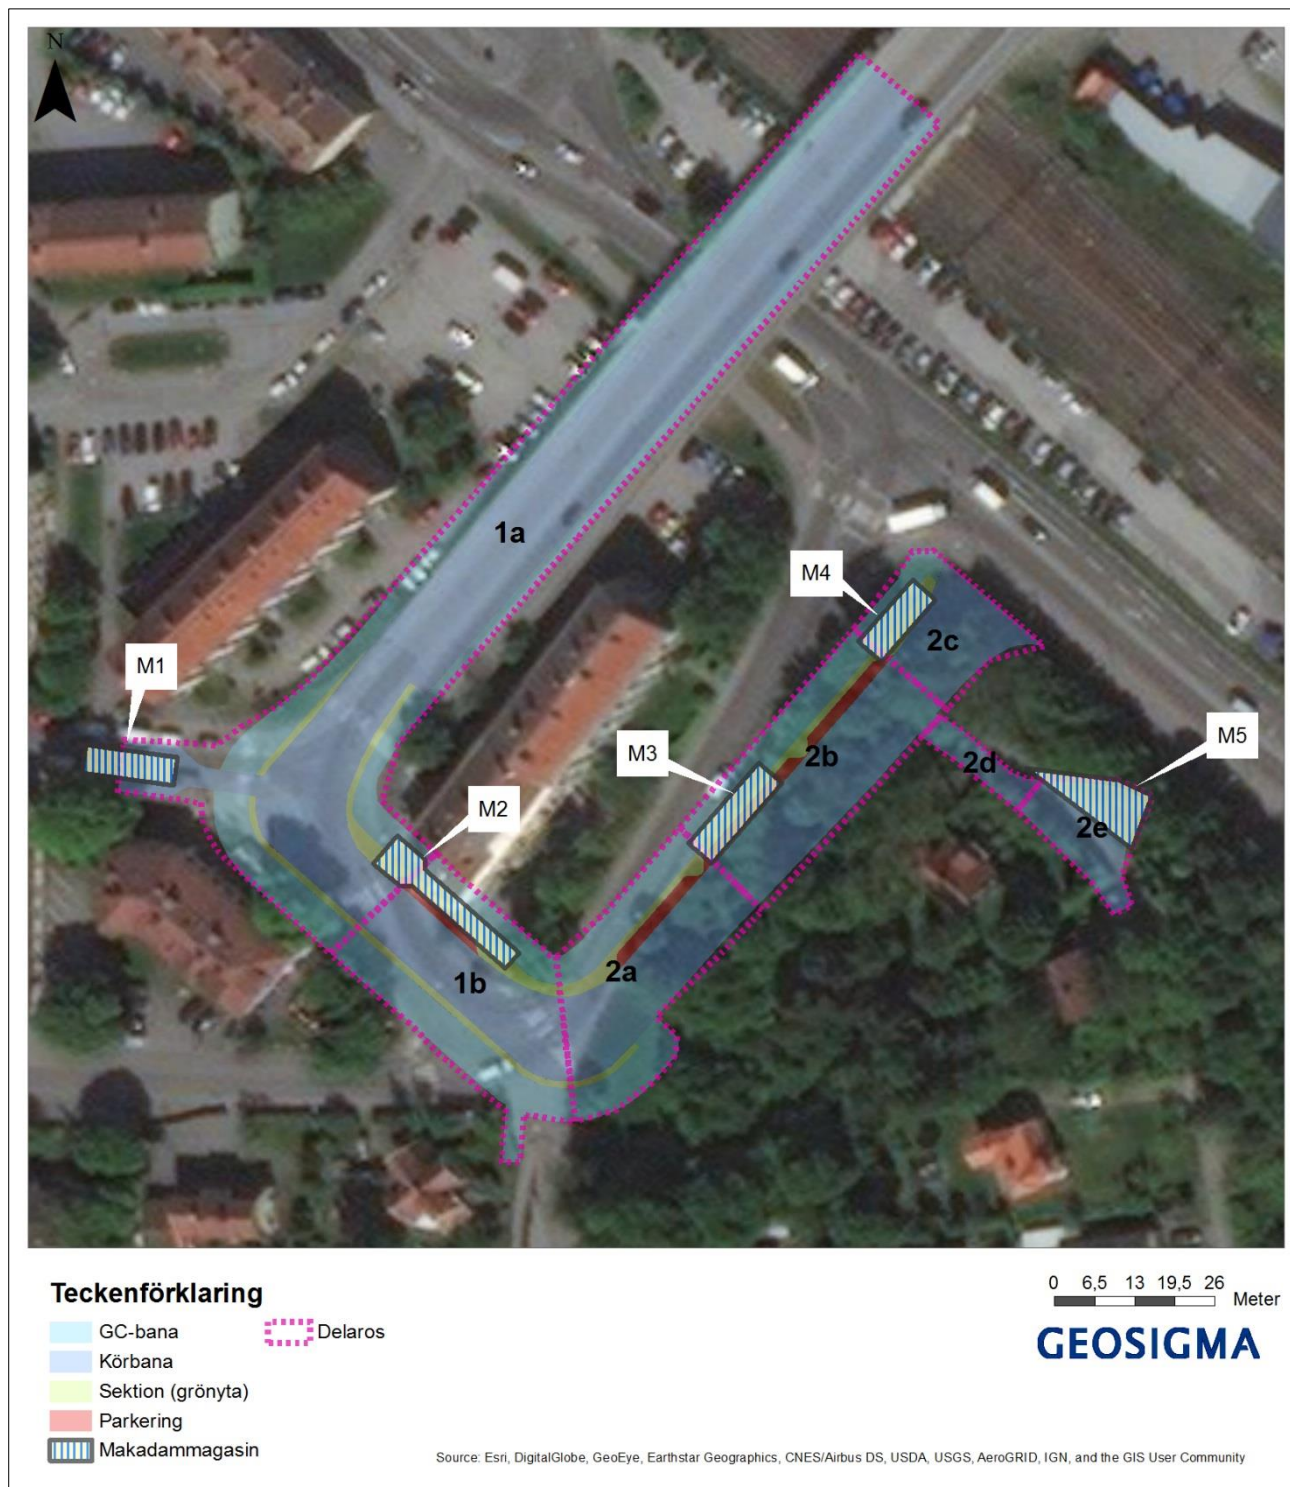 N
1a
M4
2c
M1
M3
2b
M5
2d
M2
2e
2a
1b
Teckenförklaring
GC-bana
Delaros
Körbana
Sektion (grönyta)
Parkering
Makadammagasin
0 6,5 13 19,5 26
Meter
GEOSIGMA
Source: Esri, DigitalGlobe, GeoEye, Earthstar Geographics, CNES/Airbus DS, USDA, USGS, AeroGRID, IGN, and the GIS User Community